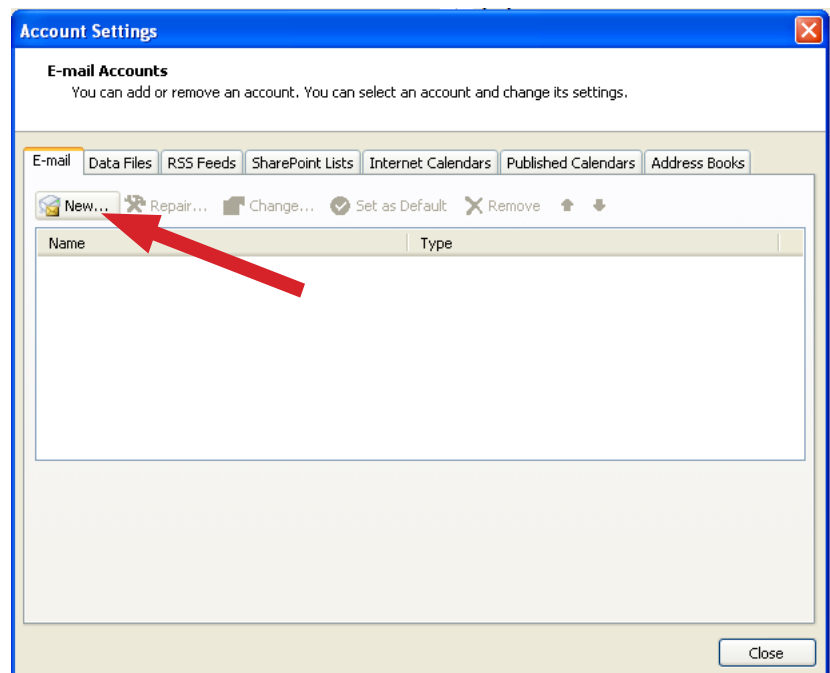 Account Settings
E-mail Accounts
You can add or remove an account. You can select an account and change its settings.
E-mail Data Files RSS Feeds SharePoint Lists Internet Calendars Published Calendars Address Books
New... Repair... Change... Set as Default Remove
Name Type
Close